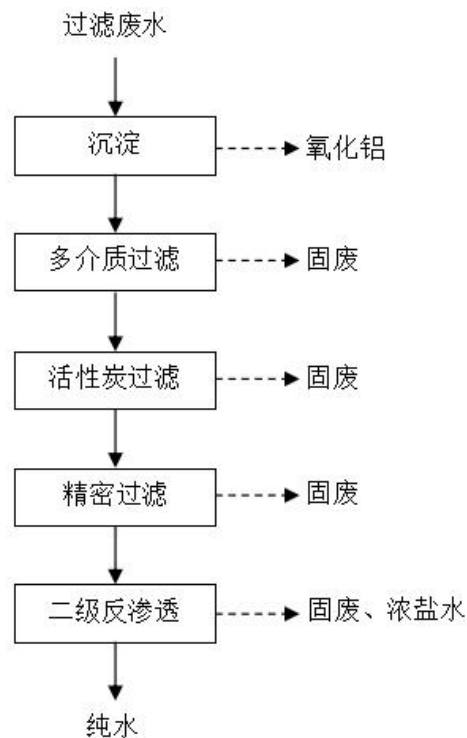 过滤废水
沉淀
氧化铝
多介质过滤
固废
活性炭过滤
固废
精密过滤
固废
二级反渗透
固废、浓盐水
纯水